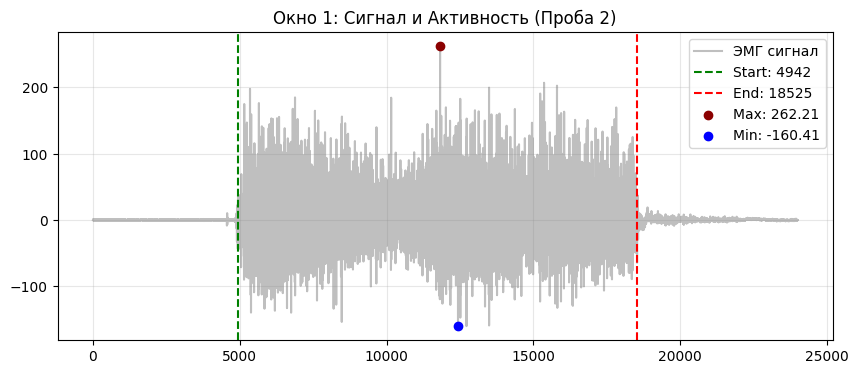 Окно 1: Сигнал и Активность (Проба 2)
ЭМГ сигнал
Start: 4942
End: 18525
Max: 262.21
Min: -160.41
200
100
0
−100
0 5000 10000 15000 20000 25000